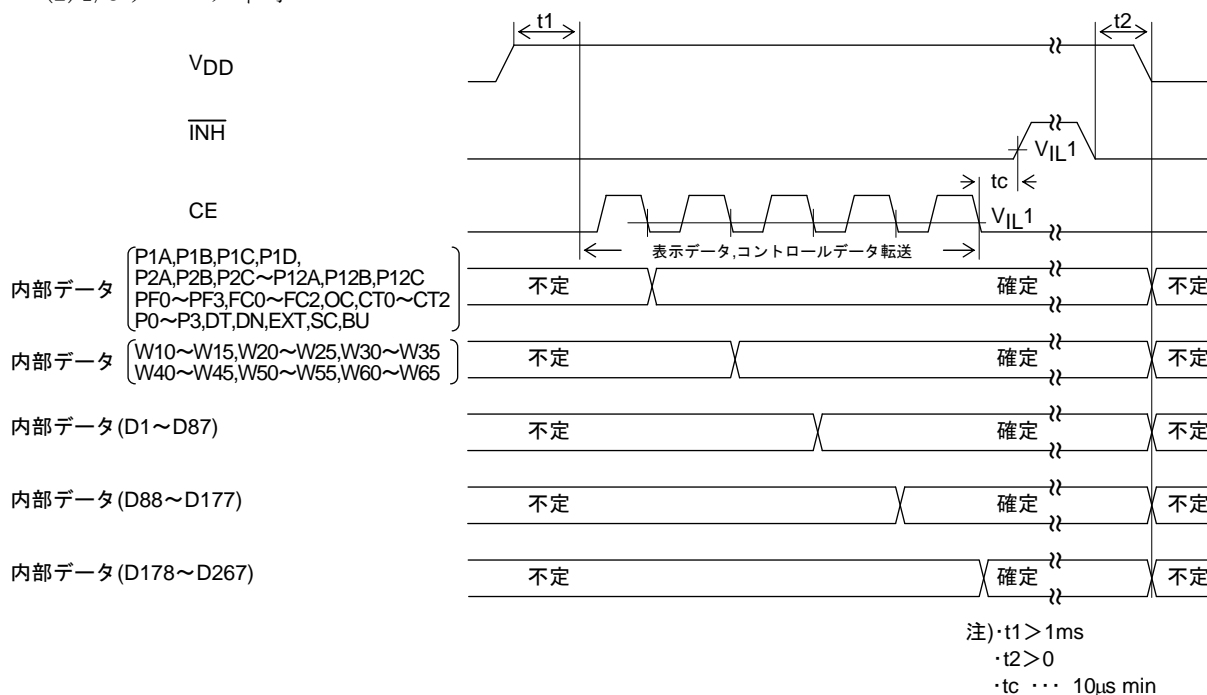 t1
t2
VDD
INH
VIL1
tc
CE
VIL1
表示データ,コントロールデータ転送
内部データ
P1A,P1B,P1C,P1D,
P2A,P2B,P2C～P12A,P12B,P12C
PF0～PF3,FC0～FC2,OC,CT0～CT2
P0～P3,DT,DN,EXT,SC,BU
不定
確定
不定
内部データ
W10～W15,W20～W25,W30～W35
W40～W45,W50～W55,W60～W65
不定
確定
不定
内部データ(D1～D87)
不定
確定
不定
内部データ(D88～D177)
不定
確定
不定
内部データ(D178～D267)
不定
確定
不定
注)･t1＞1ms
･t2＞0
･tc ･･･ 10μs min